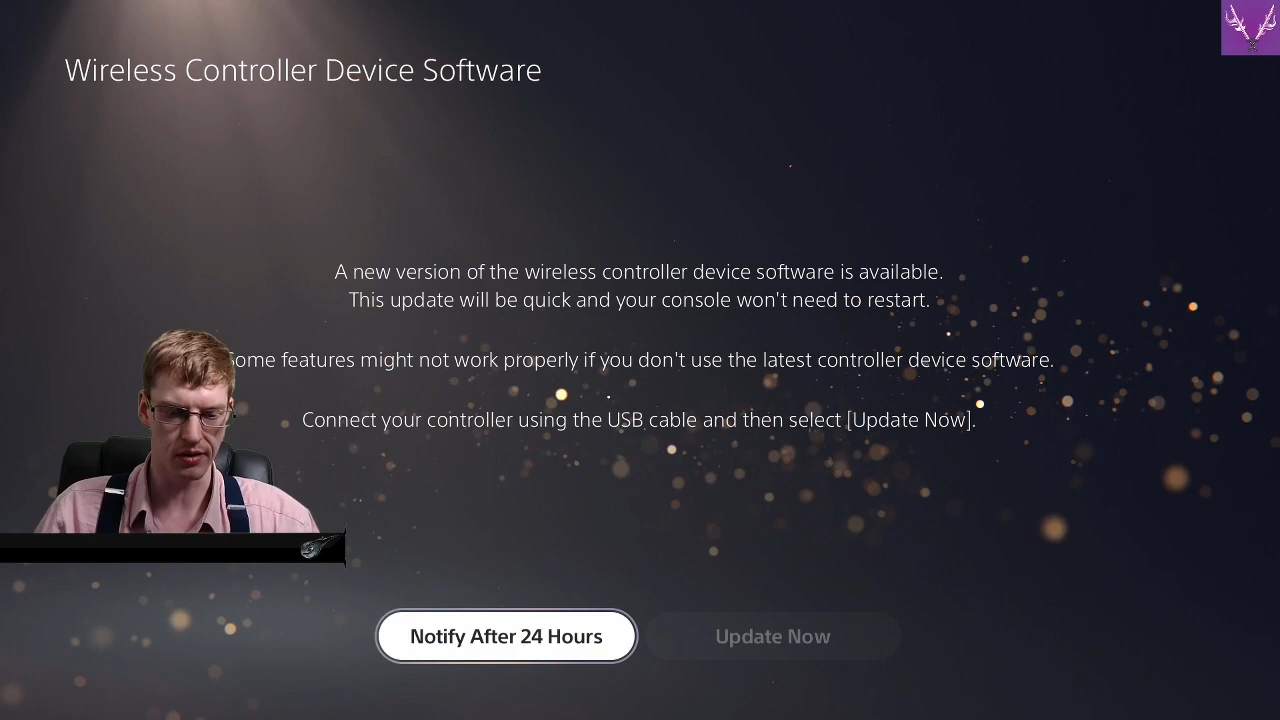 Wireless Controller Device Software
A new version of the wireless controller device software is available.
This update will be quick and your console won't need to restart.
Some features might not work properly if you don't use the latest controller device software.
Connect your controller using the USB cable and then select [Update Now].
Notify After 24 Hours
Update Now